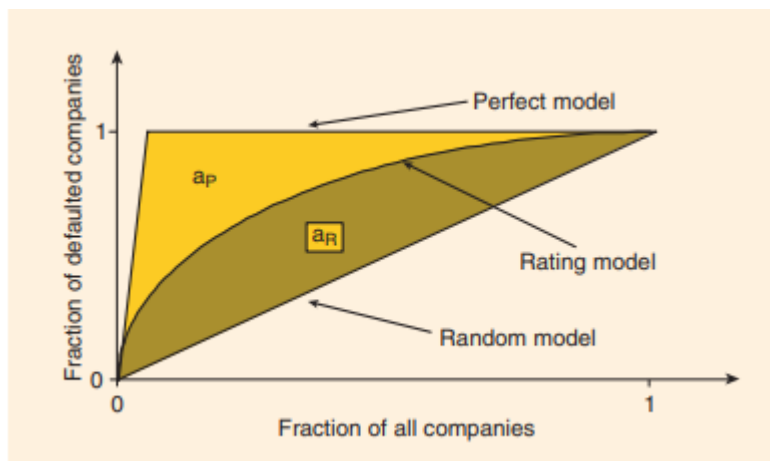 Fraction of defaulted companies
1
0
Perfect model
aP
aR
Rating model
Random model
0
1
Fraction of all companies